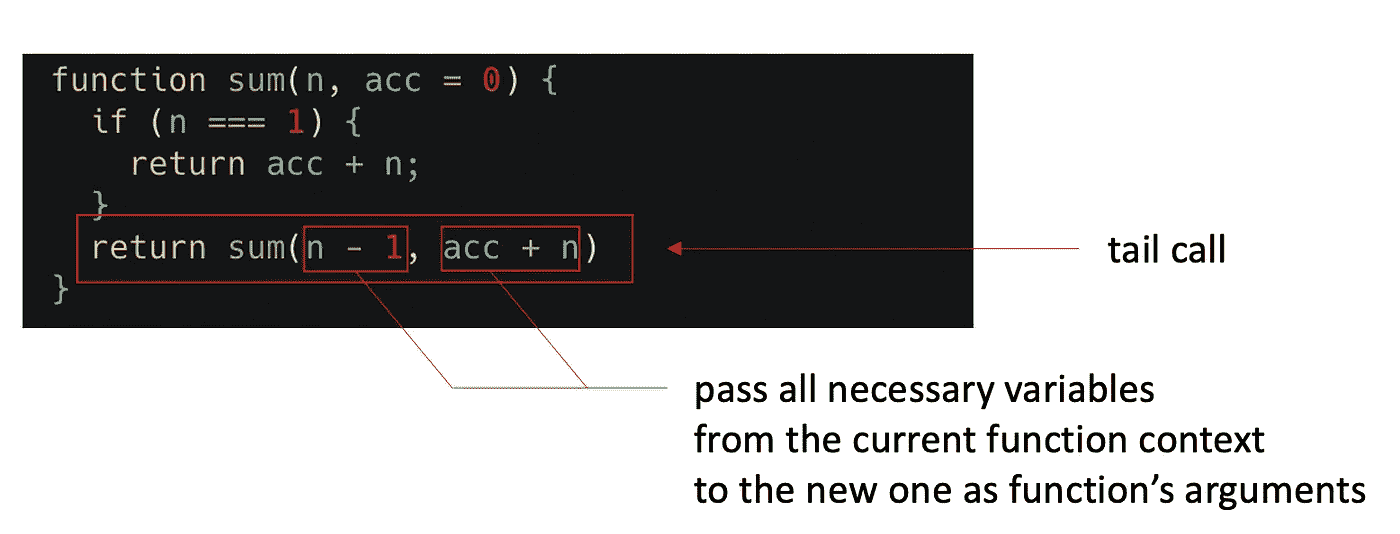 function sum(n, acc = 0) {
  if (n === 1) {
    return acc + n;
  }
  return sum(n - 1, acc + n)
}
tail call
pass all necessary variables
from the current function context
to the new one as function’s arguments